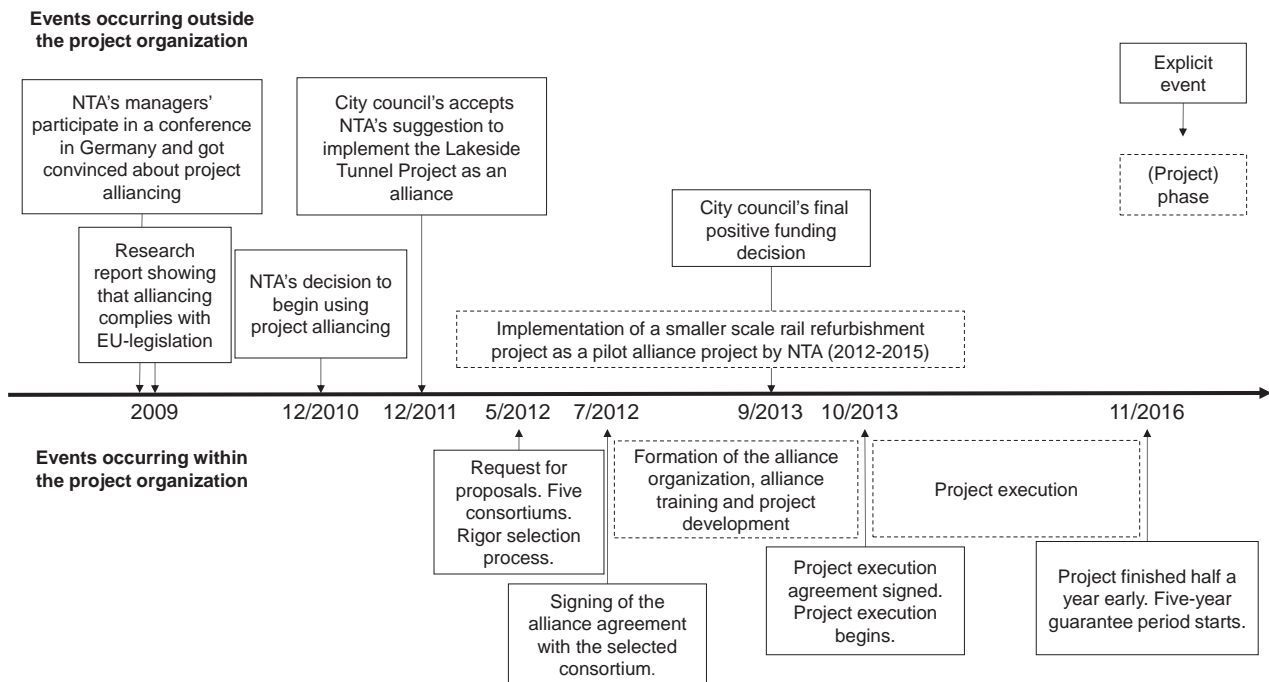 Events occurring outside
the project organization
NTA’s managers’
participate in a conference
in Germany and got
convinced about project
alliancing
City council’s accepts
NTA’s suggestion to
implement the Lakeside
Tunnel Project as an
alliance
Explicit
event
(Project)
phase
City council’s final
positive funding
decision
Research
report showing
that alliancing
complies with
EU-legislation
NTA’s decision to
begin using
project alliancing
Implementation of a smaller scale rail refurbishment
project as a pilot alliance project by NTA (2012-2015)
2009
12/2010
12/2011
5/2012
7/2012
9/2013
10/2013
11/2016
Events occurring within
the project organization
Request for
proposals. Five
consortiums.
Rigor selection
process.
Formation of the alliance
organization, alliance
training and project
development
Project execution
Signing of the
alliance agreement
with the selected
consortium.
Project execution
agreement signed.
Project execution
begins.
Project finished half a
year early. Five-year
guarantee period starts.